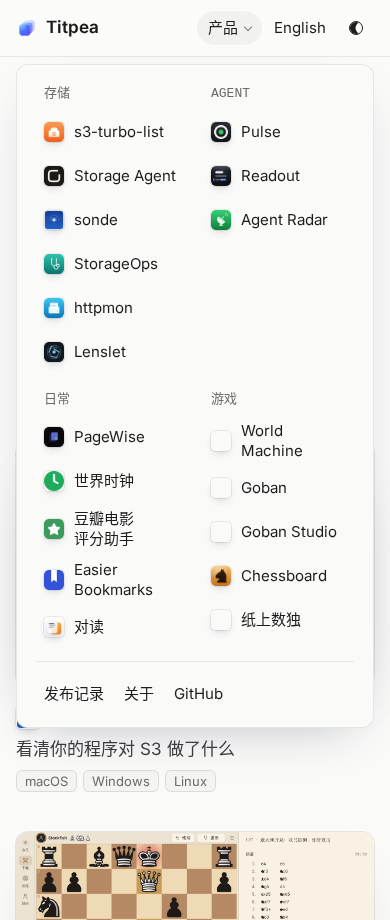 Titpea
产品
English
存储
s3-turbo-list
Storage Agent
sonde
StorageOps
httpmon
Lenslet
AGENT
Pulse
Readout
Agent Radar
日常
PageWise
世界时钟
豆瓣电影
评分助手
Easier
Bookmarks
对读
游戏
World
Machine
Goban
Goban Studio
Chessboard
纸上数独
发布记录
关于
GitHub
看清你的程序对 S3 做了什么
macOS
Windows
Linux
Stockfish